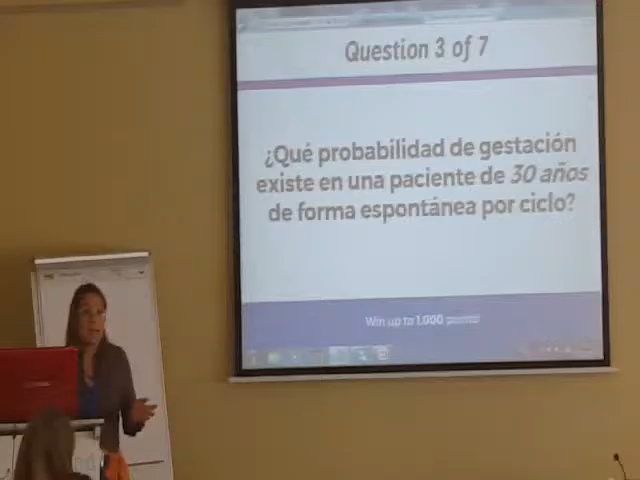 Question 3 of 7
¿Qué probabilidad de gestación
existe en una paciente de 30 años
de forma espontánea por ciclo?
Win up to 1.000